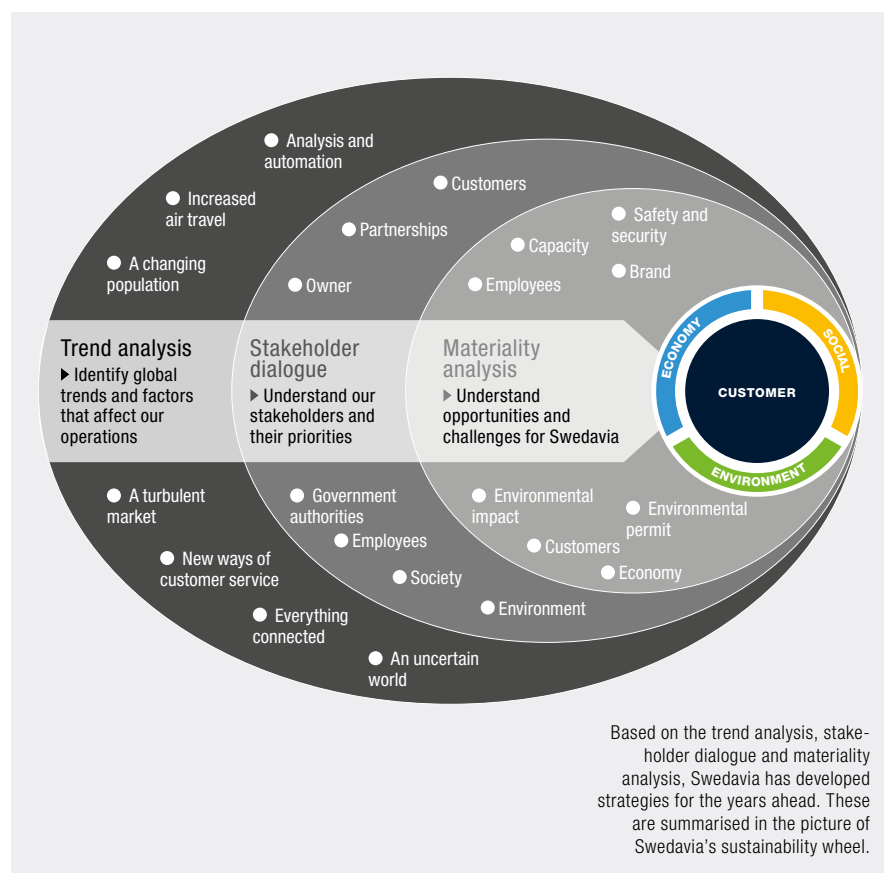 Analysis and
automation
Increased
air travel
A changing
population
Customers
Partnerships
Owner
Safety and
security
Capacity
Brand
Employees
Trend analysis
Identify global
trends and factors
that affect our
operations
Stakeholder
dialogue
Understand our
stakeholders and
their priorities
Materiality
analysis
Understand
opportunities and
challenges for Swedavia
ECONOMY
SOCIAL
CUSTOMER
ENVIRONMENT
A turbulent
market
New ways of
customer service
Everything
connected
An uncertain
world
Government
authorities
Employees
Society
Environment
Environmental
impact
Environmental
permit
Customers
Economy
Based on the trend analysis, stake-
holder dialogue and materiality
analysis, Swedavia has developed
strategies for the years ahead. These
are summarised in the picture of
Swedavia's sustainability wheel.